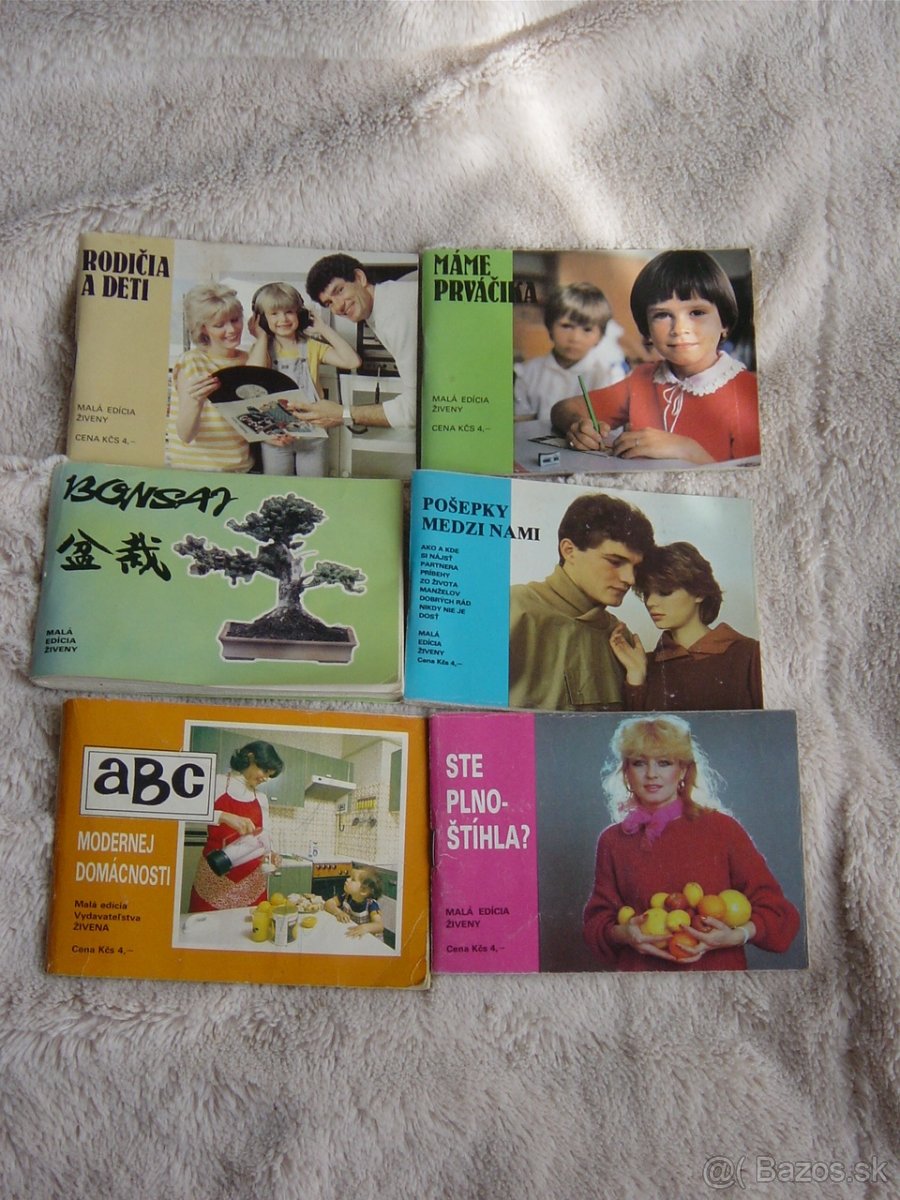 RODIČIA
A DETI
MALÁ EDÍCIA
ŽIVENY
CENA KČS 4,–
MÁME
PRVÁČIKA
MALÁ EDÍCIA
ŽIVENY
CENA KČS 4,–
BONSAI
盆栽
MALÁ
EDÍCIA
ŽIVENY
POŠEPKY
MEDZI NAMI
AKO A KDE
SI NÁJSŤ
PARTNERA
PRÍBEHY
ZO ŽIVOTA
MANŽELOV
DOBRÝCH RÁD
NIKDY NIE JE
DOSŤ
MALÁ
EDÍCIA
ŽIVENY
Cena Kčs 4,–
aBc
MODERNEJ
DOMÁCNOSTI
Malá edícia
Vydavateľstva
ŽIVENA
Cena Kčs 4,–
STE
PLNO-
ŠTÍHLA?
MALÁ EDÍCIA
ŽIVENY
Cena Kčs 4,–
@( Bazos.sk